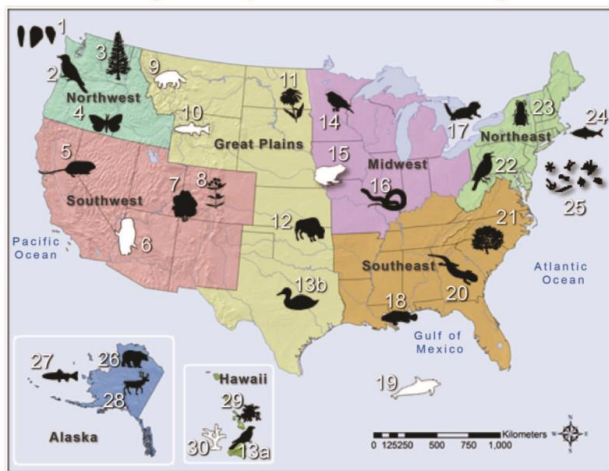 1
2
3
Northwest
4
5
Southwest
6
7
8
9
10
Great Plains
11
12
13b
14
15
Midwest
16
17
Northeast
22
23
24
25
21
Southeast
20
18
19
Pacific
Ocean
Atlantic
Ocean
Gulf of
Mexico
27
26
28
Alaska
Hawaii
29
30
13a
Kilometers
0 125250 500 750 1,000
N
W
E
S